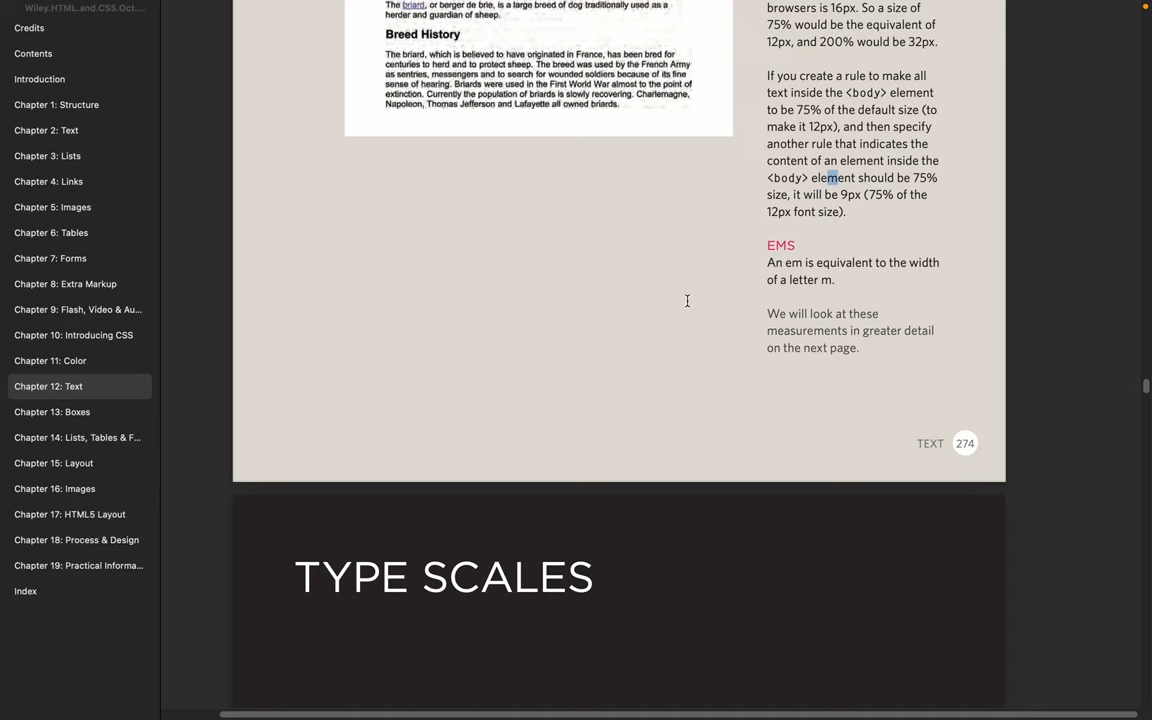 Wiley.HTML.and.CSS.Oct....
Credits
Contents
Introduction
Chapter 1: Structure
Chapter 2: Text
Chapter 3: Lists
Chapter 4: Links
Chapter 5: Images
Chapter 6: Tables
Chapter 7: Forms
Chapter 8: Extra Markup
Chapter 9: Flash, Video & Au...
Chapter 10: Introducing CSS
Chapter 11: Color
Chapter 12: Text
Chapter 13: Boxes
Chapter 14: Lists, Tables & F...
Chapter 15: Layout
Chapter 16: Images
Chapter 17: HTML5 Layout
Chapter 18: Process & Design
Chapter 19: Practical Informa...
Index
The briard, or berger de brie, is a large breed of dog traditionally used as a
herder and guardian of sheep.
Breed History
The briard, which is believed to have originated in France, has been bred for
centuries to herd and to protect sheep. The breed was used by the French Army
as sentries, messengers and to search for wounded soldiers because of its fine
sense of hearing. Briards were used in the First World War almost to the point of
extinction. Currently the population of briards is slowly recovering. Charlemagne,
Napoleon, Thomas Jefferson and Lafayette all owned briards.
browsers is 16px. So a size of
75% would be the equivalent of
12px, and 200% would be 32px.
If you create a rule to make all
text inside the <body> element
to be 75% of the default size (to
make it 12px), and then specify
another rule that indicates the
content of an element inside the
<body> element should be 75%
size, it will be 9px (75% of the
12px font size).
EMS
An em is equivalent to the width
of a letter m.
We will look at these
measurements in greater detail
on the next page.
TEXT 274
TYPE SCALES